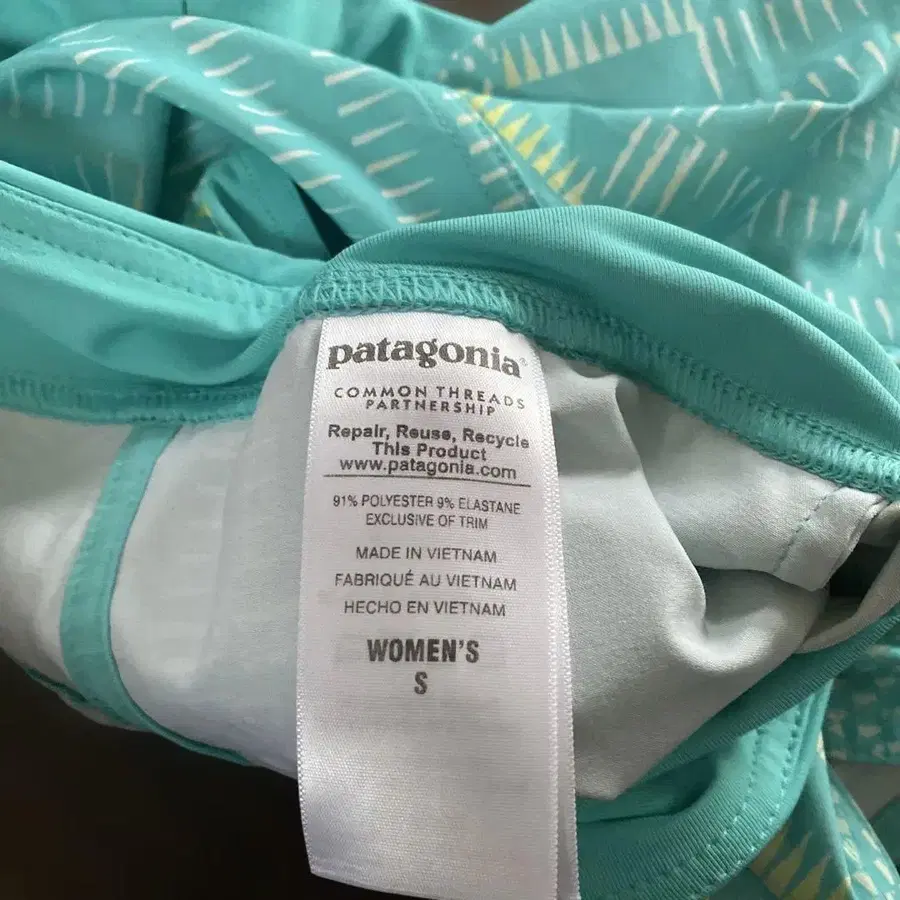 patagonia®
COMMON THREADS
PARTNERSHIP
Repair, Reuse, Recycle
This Product
www.patagonia.com
91% POLYESTER 9% ELASTANE
EXCLUSIVE OF TRIM
MADE IN VIETNAM
FABRIQUÉ AU VIETNAM
HECHO EN VIETNAM
WOMEN'S
S